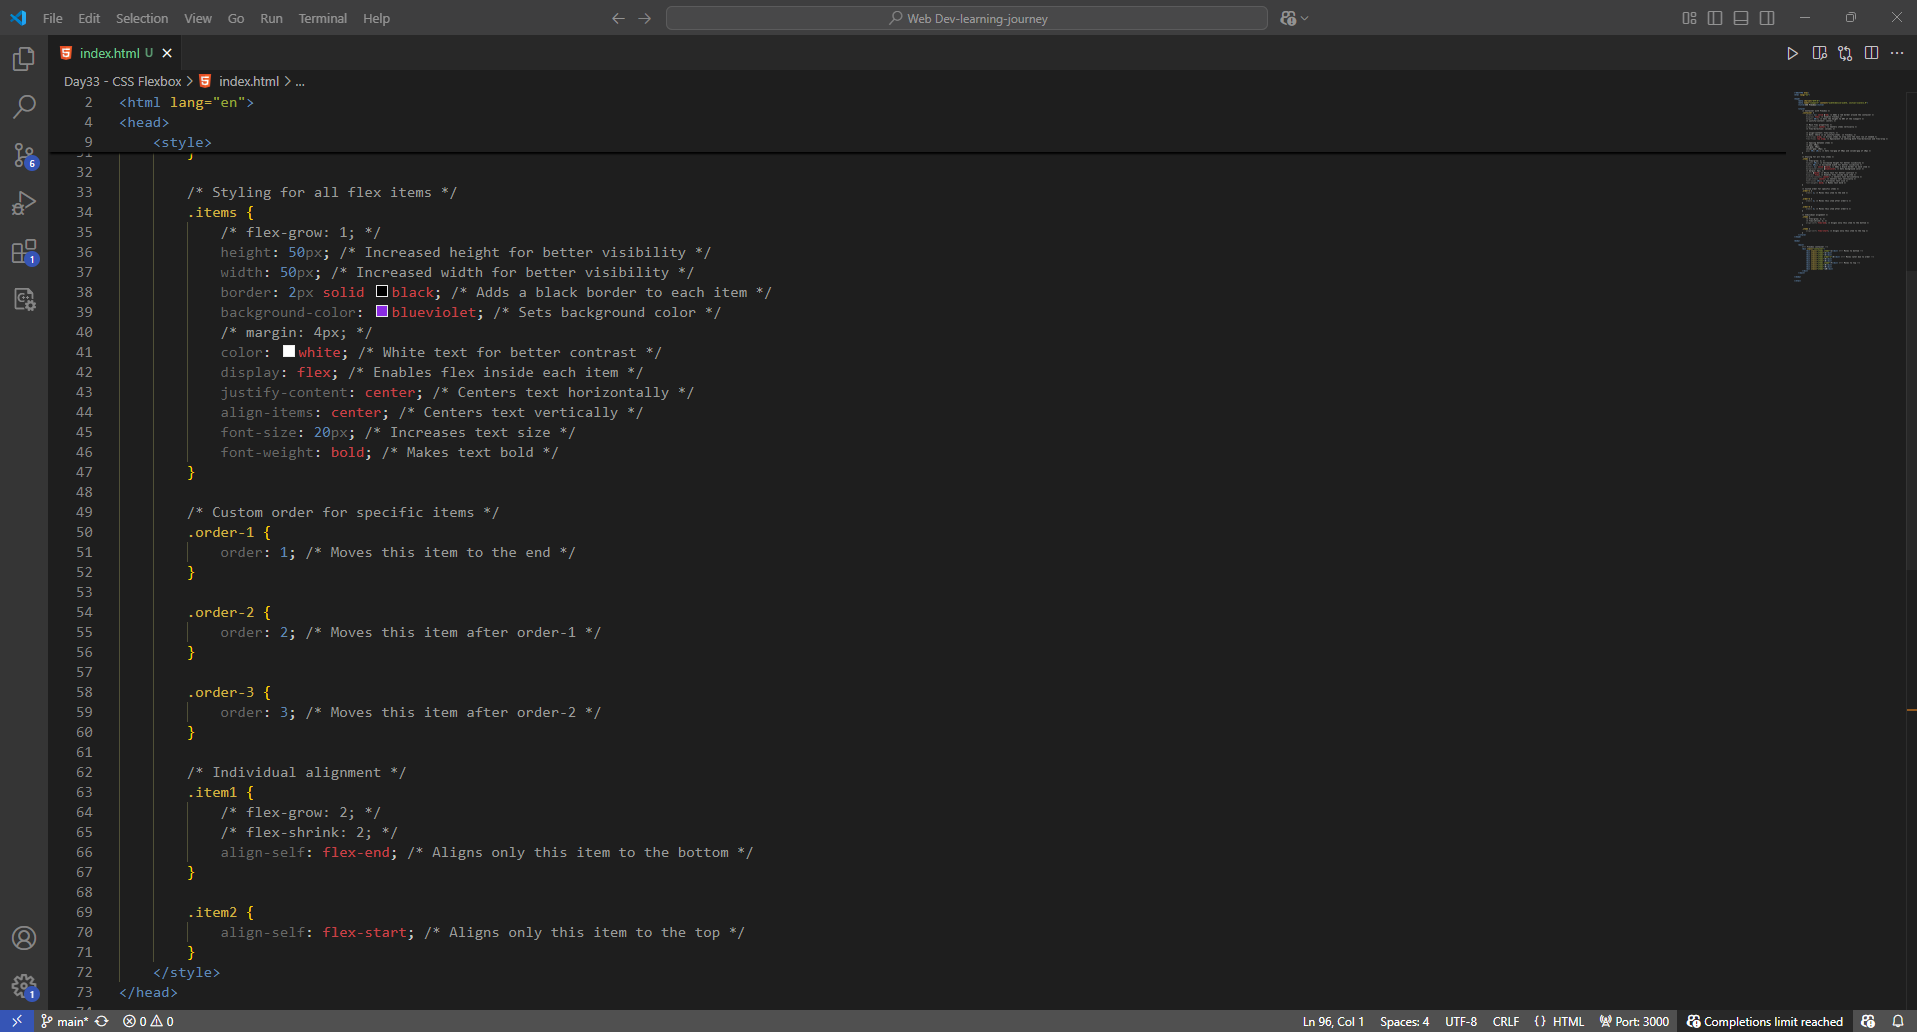 File Edit Selection View Go Run Terminal Help
Web Dev-learning-journey
index.html U
Day33 - CSS Flexbox > index.html > ...
2 <html lang="en">
4 <head>
9 <style>
31 }
32
33 /* Styling for all flex items */
34 .items {
35 /* flex-grow: 1; */
36 height: 50px; /* Increased height for better visibility */
37 width: 50px; /* Increased width for better visibility */
38 border: 2px solid black; /* Adds a black border to each item */
39 background-color: blueviolet; /* Sets background color */
40 /* margin: 4px; */
41 color: white; /* White text for better contrast */
42 display: flex; /* Enables flex inside each item */
43 justify-content: center; /* Centers text horizontally */
44 align-items: center; /* Centers text vertically */
45 font-size: 20px; /* Increases text size */
46 font-weight: bold; /* Makes text bold */
47 }
48
49 /* Custom order for specific items */
50 .order-1 {
51 order: 1; /* Moves this item to the end */
52 }
53
54 .order-2 {
55 order: 2; /* Moves this item after order-1 */
56 }
57
58 .order-3 {
59 order: 3; /* Moves this item after order-2 */
60 }
61
62 /* Individual alignment */
63 .item1 {
64 /* flex-grow: 2; */
65 /* flex-shrink: 2; */
66 align-self: flex-end; /* Aligns only this item to the bottom */
67 }
68
69 .item2 {
70 align-self: flex-start; /* Aligns only this item to the top */
71 }
72 </style>
73 </head>
6
1
1
main* 0 0 Ln 96, Col 1 Spaces: 4 UTF-8 CRLF {} HTML Port: 3000 Completions limit reached